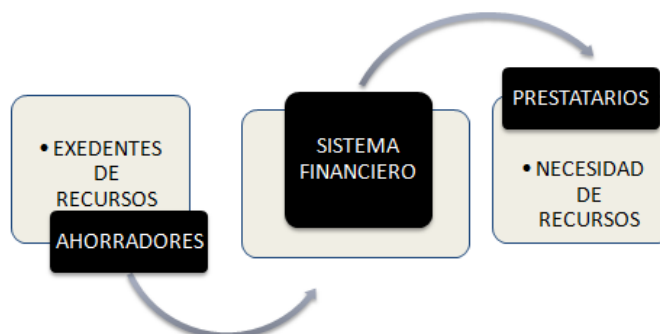 • EXEDENTES
DE
RECURSOS
AHORRADORES
SISTEMA
FINANCIERO
PRESTATARIOS
• NECESIDAD
DE
RECURSOS